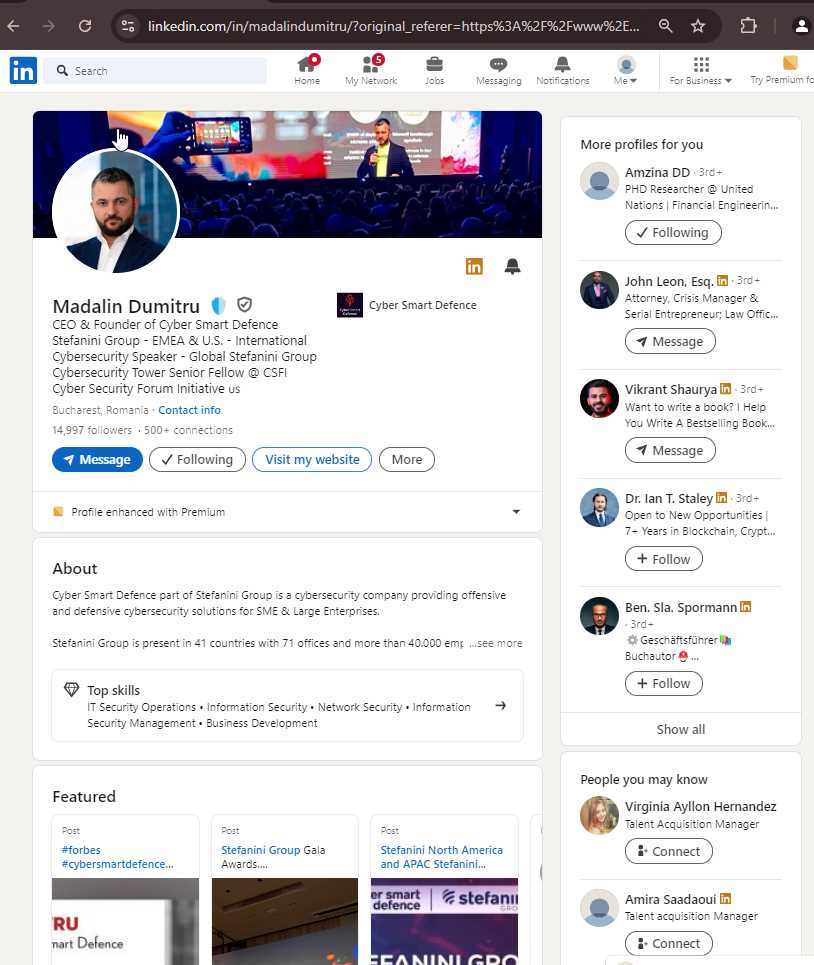 linkedin.com/in/madalindumitru/?original_referer=https%3A%2F%2Fwww%2E...
in
Search
Home
5
My Network
Jobs
Messaging
Notifications
Me
For Business
Try Premium fo
Madalin Dumitru
CEO & Founder of Cyber Smart Defence
Stefanini Group - EMEA & U.S. - International
Cybersecurity Speaker - Global Stefanini Group
Cybersecurity Tower Senior Fellow @ CSFI
Cyber Security Forum Initiative us
Cyber Smart Defence
Bucharest, Romania · Contact info
14,997 followers · 500+ connections
Message
Following
Visit my website
More
Profile enhanced with Premium
About
Cyber Smart Defence part of Stefanini Group is a cybersecurity company providing offensive
and defensive cybersecurity solutions for SME & Large Enterprises.
Stefanini Group is present in 41 countries with 71 offices and more than 40.000 emp ...see more
Top skills
IT Security Operations • Information Security • Network Security • Information
Security Management • Business Development
Featured
Post
#forbes
#cybersmartdefence...
RU
mart Defence
Post
Stefanini Group Gala
Awards....
Post
Stefanini North America
and APAC Stefanini...
er smart
defence
stefani
GRO
STEFANINI GRO
More profiles for you
Amzina DD · 3rd+
PHD Researcher @ United
Nations | Financial Engineerin...
Following
John Leon, Esq. in · 3rd+
Attorney, Crisis Manager &
Serial Entrepreneur; Law Offic...
Message
Vikrant Shaurya in · 3rd+
Want to write a book? I Help
You Write A Bestselling Book...
Message
Dr. Ian T. Staley in · 3rd+
Open to New Opportunities |
7+ Years in Blockchain, Crypt...
Follow
Ben. Sla. Spormann in
· 3rd+
Geschäftsführer
Buchautor ...
Follow
Show all
People you may know
Virginia Ayllon Hernandez
Talent Acquisition Manager
Connect
Amira Saadaoui in
Talent acquisition Manager
Connect